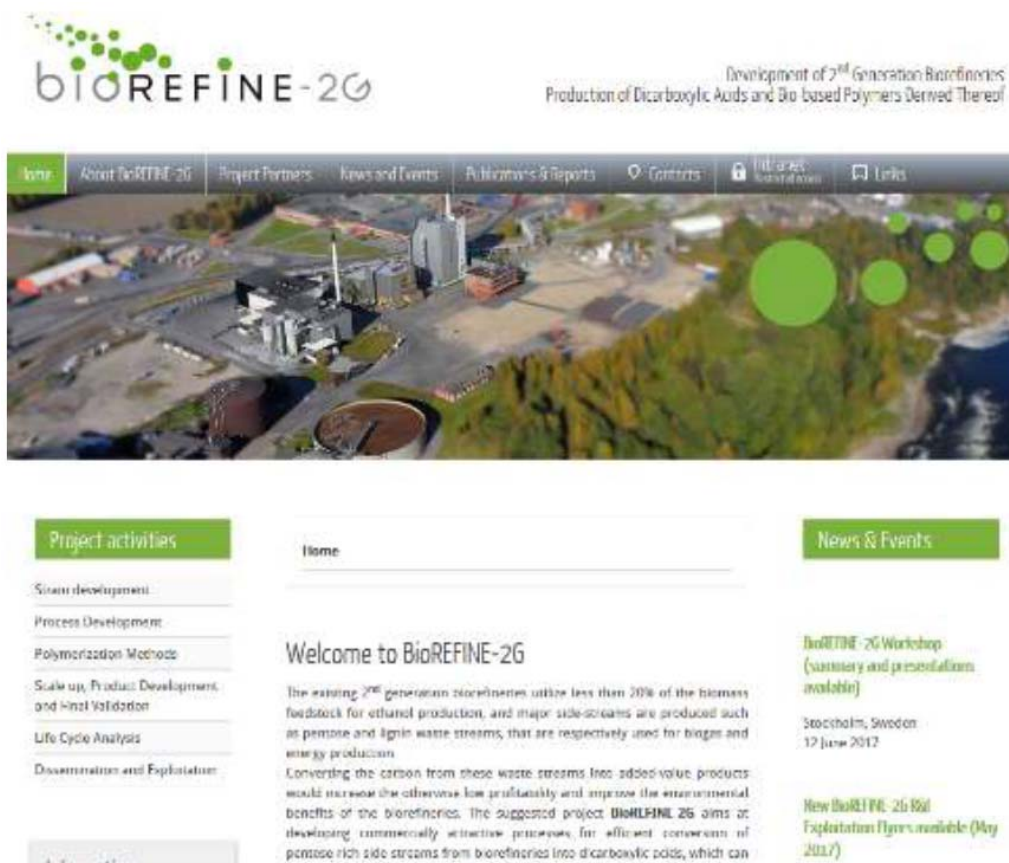 bioREFINE-2G
Development of 2nd Generation Biorefineries
Production of Dicarboxylic Acids and Bio-based Polymers Derived Thereof
Home About BioREFINE-2G Project Partners News and Events Publications & Reports Contacts Intranet Links
Project activities
Strain development
Process Development
Polymerization Methods
Scale up, Product Development
and Final Validation
Life Cycle Analysis
Dissemination and Exploitation
Home
Welcome to BioREFINE-2G
The existing 2nd generation biorefineries utilize less than 20% of the biomass
feedstock for ethanol production, and major side-streams are produced such
as pentose and lignin waste streams, that are respectively used for biogas and
energy production
Converting the carbon from these waste streams into added-value products
would increase the otherwise low profitability and improve the environmental
benefits of the biorefineries. The suggested project BioREFINE-2G aims at
developing commercially attractive processes for efficient conversion of
pentose rich side streams from biorefineries into dicarboxylic acids, which can
News & Events
BioREFINE-2G Workshop
(summary and presentations
available)
Stockholm, Sweden
12 June 2017
New BioREFINE-2G R&D
Exploitation Flyers available (May
2017)